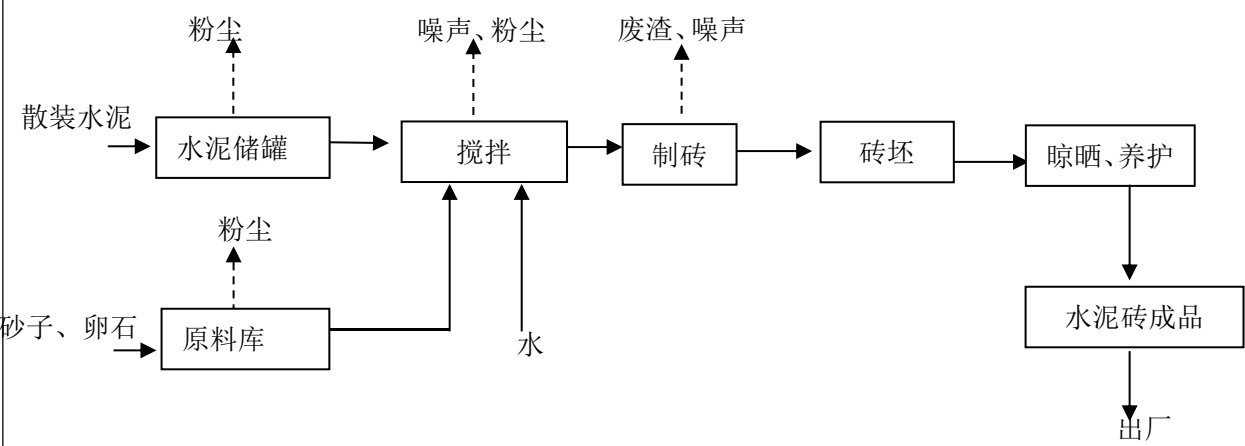 粉尘
噪声、粉尘
废渣、噪声
散装水泥
水泥储罐
搅拌
制砖
砖坯
晾晒、养护
粉尘
砂子、卵石
原料库
水
水泥砖成品
出厂